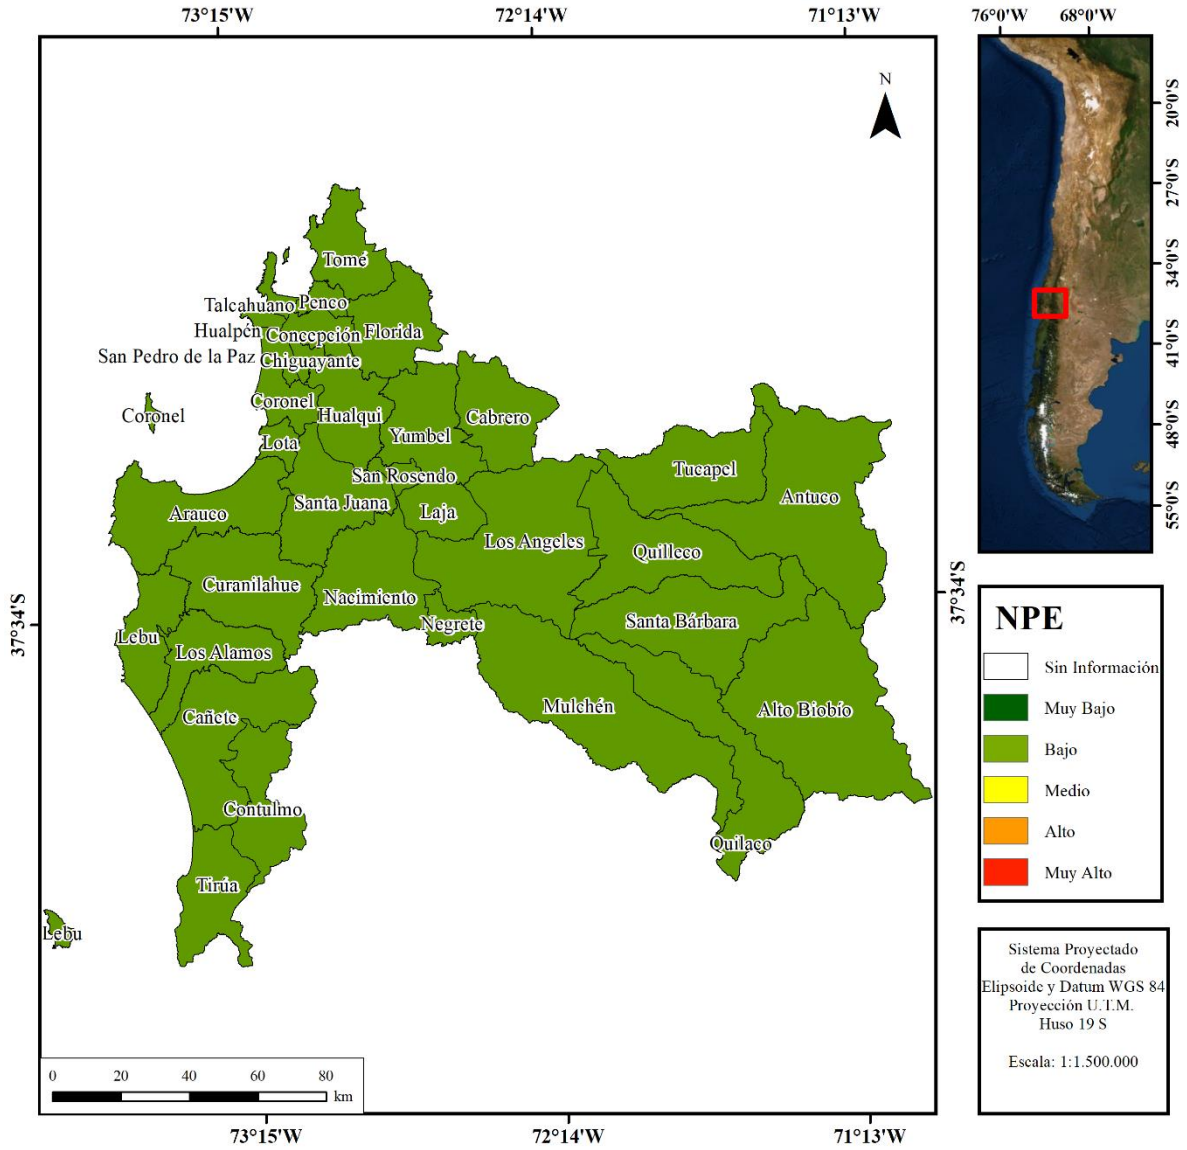 73°15'W
72°14'W
71°13'W
76°0'W
68°0'W
N
20°0'S
27°0'S
34°0'S
41°0'S
48°0'S
55°0'S
Tomé
Talcahuano
Penco
Hualpén
Concepción
Florida
San Pedro de la Paz
Chiguayante
Coronel
Coronel
Hualqui
Cabrero
Yumbel
Lota
San Rosendo
Tucapel
Santa Juana
Laja
Antuco
Arauco
Los Angeles
Quilleco
Curanilahue
Nacimiento
Negrete
Santa Bárbara
Lebu
Los Alamos
Mulchén
Alto Biobío
Cañete
Contulmo
Quilaco
Tirúa
Lebu
37°34'S
37°34'S
NPE
Sin Información
Muy Bajo
Bajo
Medio
Alto
Muy Alto
Sistema Proyectado
de Coordenadas
Elipsoide y Datum WGS 84
Proyección U.T.M.
Huso 19 S
Escala: 1:1.500.000
0 20 40 60 80
km
73°15'W
72°14'W
71°13'W